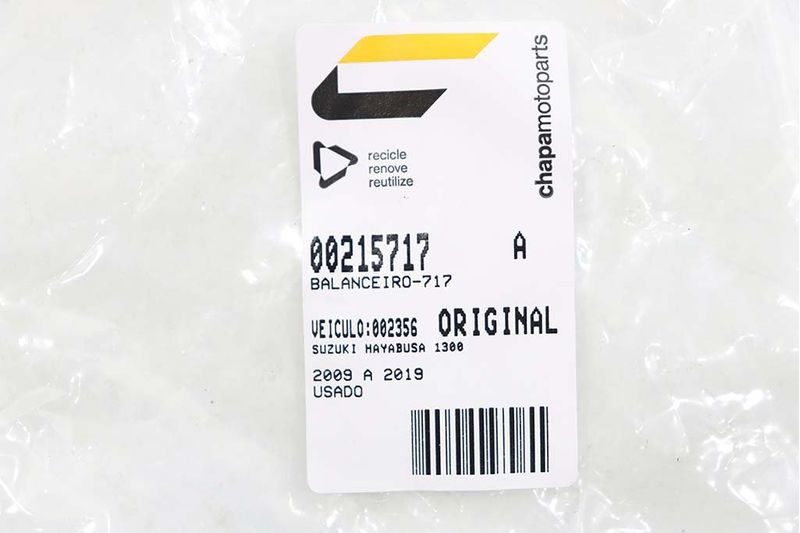 chapamotoparts
recicle
renove
reutilize
00215717 A
BALANCEIRO-717
VEICULO:002356 ORIGINAL
SUZUKI HAYABUSA 1300
2009 A 2019
USADO